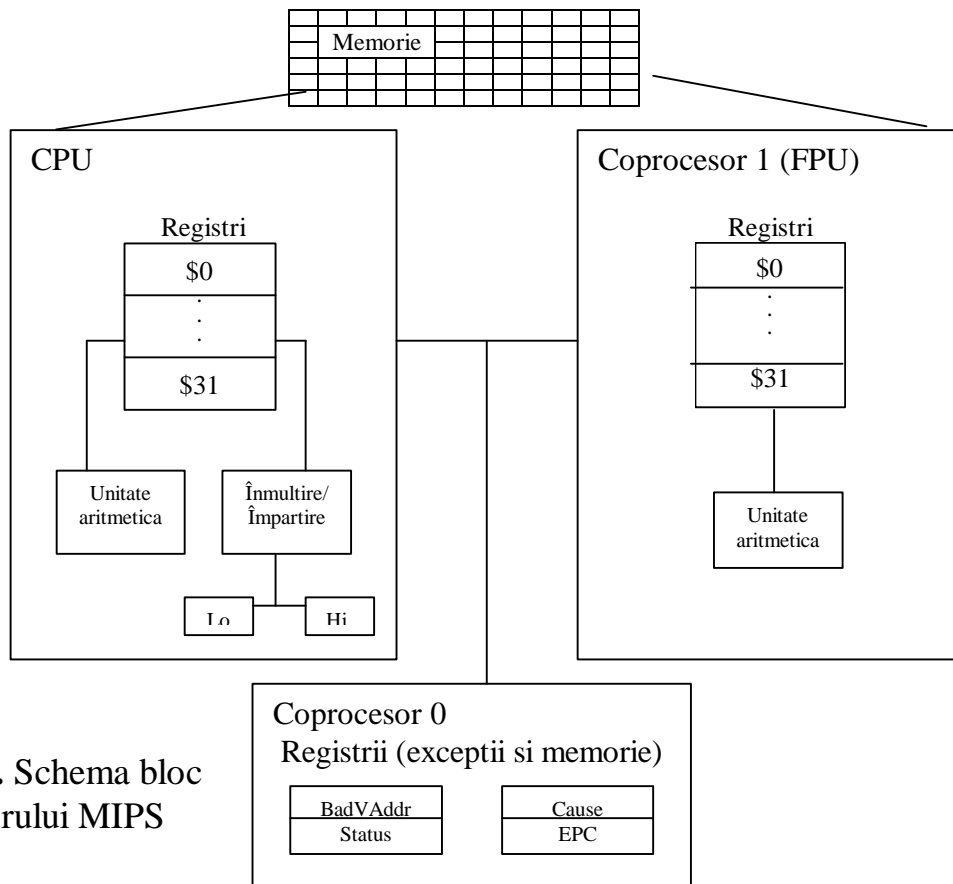 Memorie
CPU
Registri
$0
.
.
.
$31
Unitate
aritmetica
Înmultire/
Împartire
Lo
Hi
Coprocesor 1 (FPU)
Registri
$0
.
.
.
$31
Unitate
aritmetica
Coprocesor 0
Registrii (exceptii si memorie)
BadVAddr
Status
Cause
EPC
. Schema bloc
rului MIPS